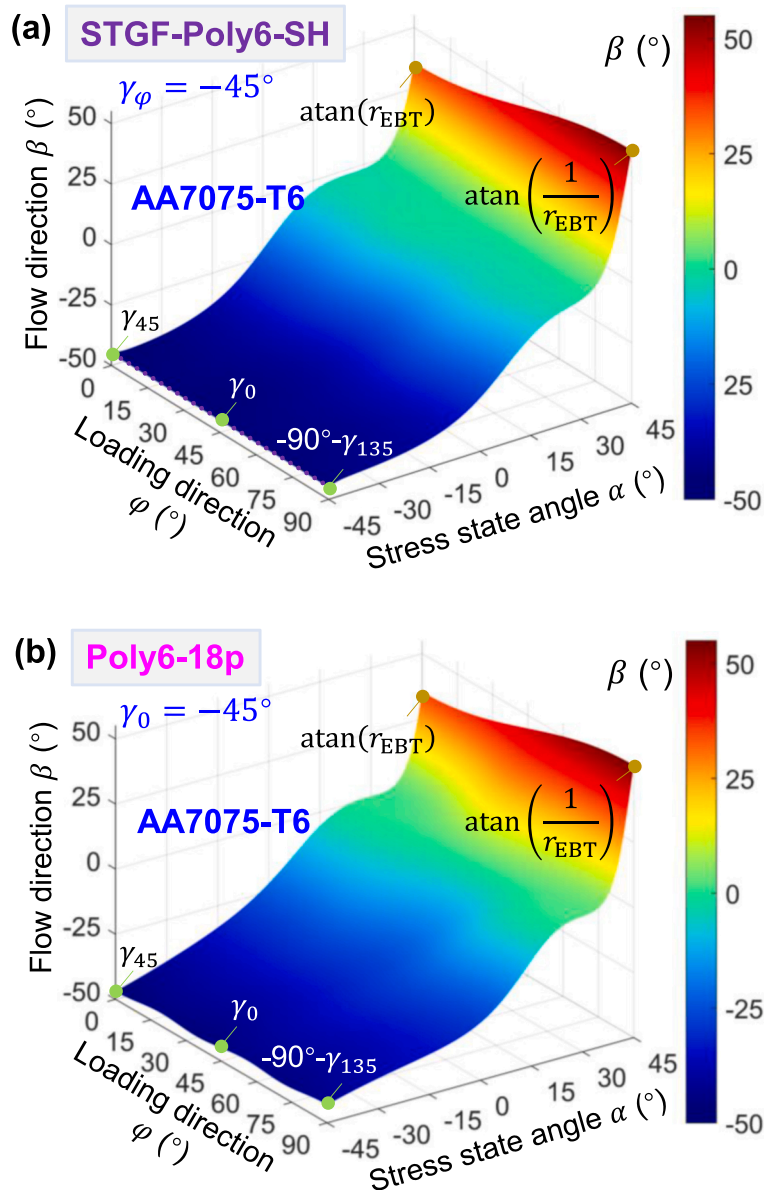 (a) STGF-Poly6-SH
γφ = −45°
AA7075-T6
atan(rEBT)
atan(1/rEBT)
β (°)
50
25
0
25
-50
Flow direction β (°)
50
25
0
-25
-50
γ45
γ0
-90°-γ135
0
15
30
45
60
75
90
Loading direction
φ (°)
-45
-30
-15
0
15
30
45
Stress state angle α (°)
(b) Poly6-18p
γ0 = −45°
AA7075-T6
atan(rEBT)
atan(1/rEBT)
β (°)
50
25
0
25
-50
Flow direction β (°)
50
25
0
-25
-50
γ45
γ0
-90°-γ135
0
15
30
45
60
75
90
Loading direction
φ (°)
-45
-30
-15
0
15
30
45
Stress state angle α (°)